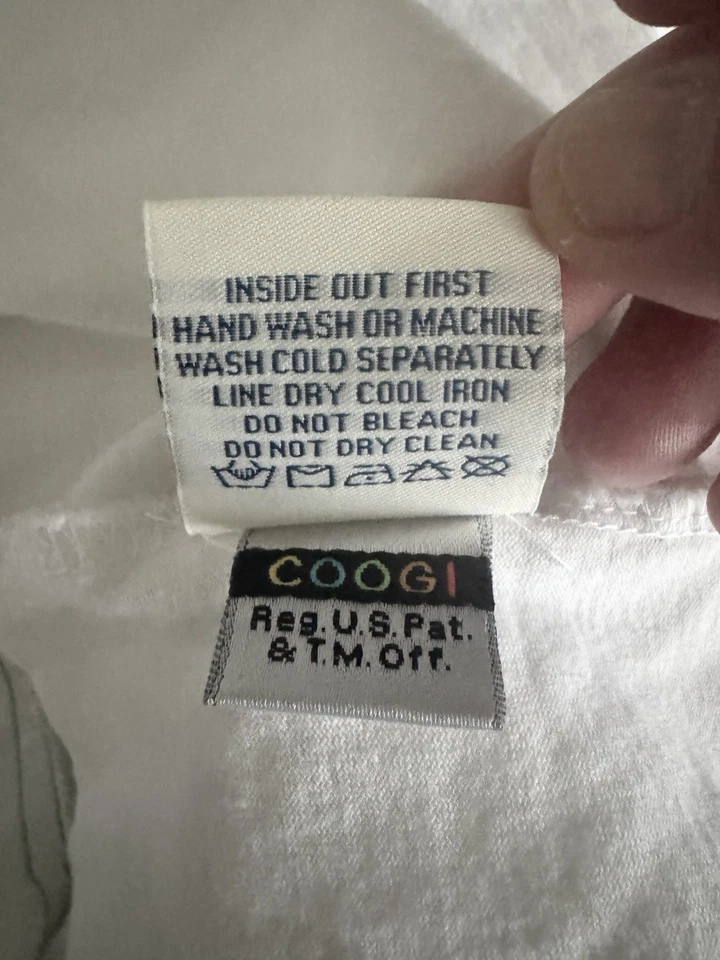 INSIDE OUT FIRST
HAND WASH OR MACHINE
WASH COLD SEPARATELY
LINE DRY COOL IRON
DO NOT BLEACH
DO NOT DRY CLEAN
COOGI
Reg.U.S.Pat.
& T.M.Off.